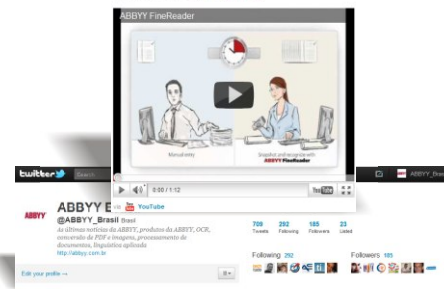 ABBYY FineReader
Manual entry
Snapshot and recognize with
ABBYY FineReader
0:00 / 1:12
YouTube
via YouTube
twitter
Search
ABBYY_Bras
ABBYY
ABBYY B
@ABBYY_Brasil Brasil
As últimas notícias da ABBYY, produtos da ABBYY, OCR,
conversão de PDF e imagens, processamento de
documentos, linguística aplicada
http://abbyy.com.br
Edit your profile →
709 292 185 23
Tweets Following Followers Listed
Following 292
Followers 185